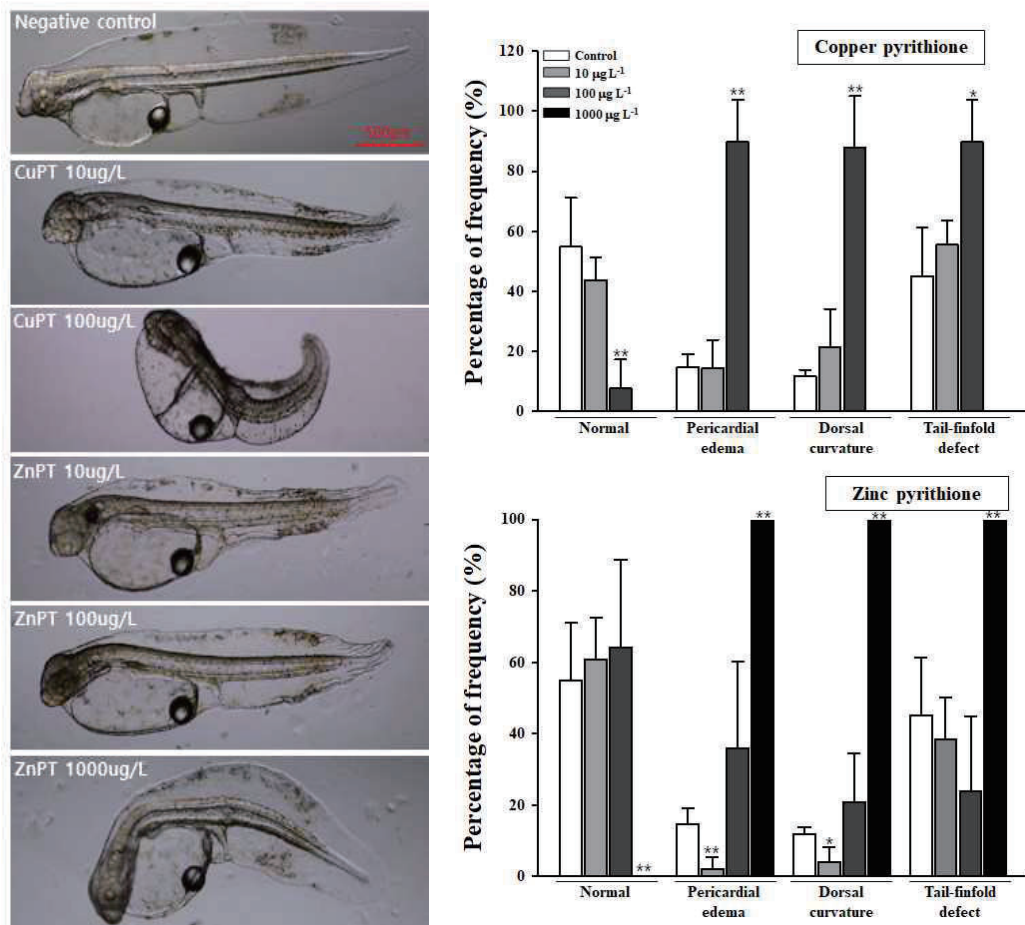 Negative control
CuPT 10ug/L
CuPT 100ug/L
ZnPT 10ug/L
ZnPT 100ug/L
ZnPT 1000ug/L
Copper pyrithione
Control
10 µg L-1
100 µg L-1
1000 µg L-1
Percentage of frequency (%)
120
100
80
60
40
20
0
**
**
**
*
Normal
Pericardial
edema
Dorsal
curvature
Tail-finfold
defect
Zinc pyrithione
Percentage of frequency (%)
100
80
60
40
20
0
**
**
**
*
**
**
Normal
Pericardial
edema
Dorsal
curvature
Tail-finfold
defect